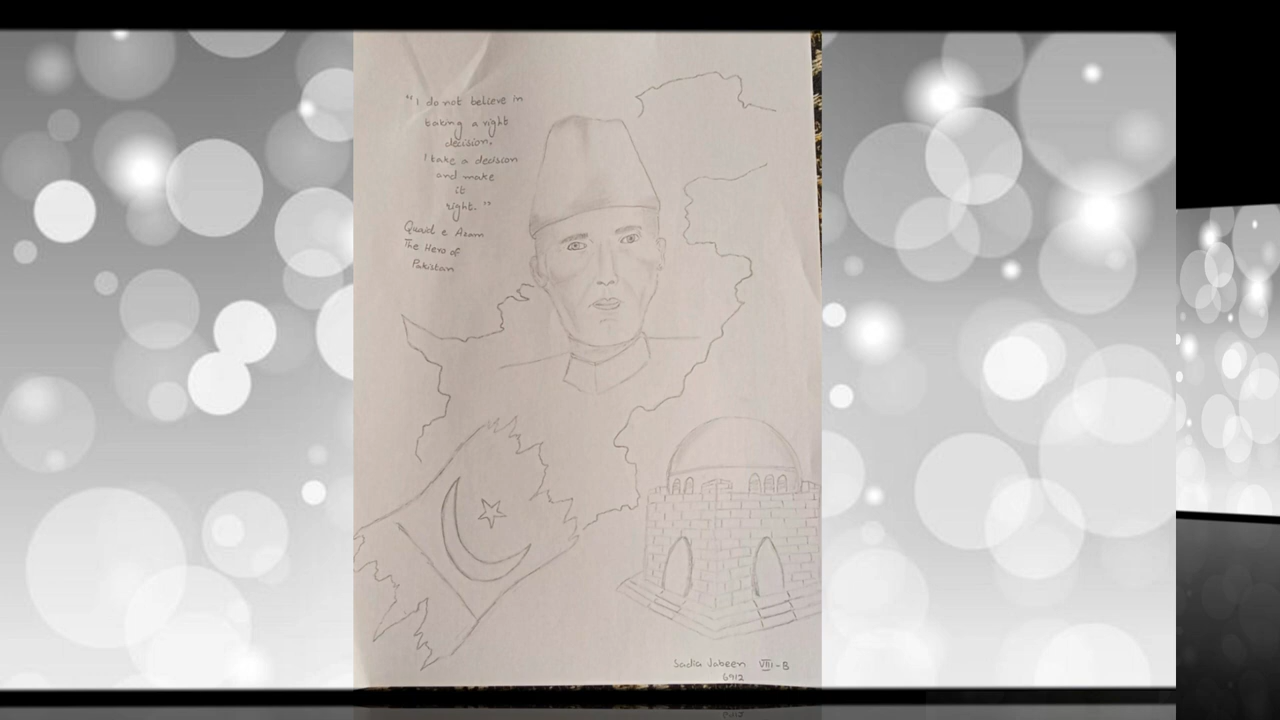 "I do not believe in
taking a right
decision.
I take a decision
and make
it
right."
Quaid e Azam
The Hero of
Pakistan
Sadia Jabeen VIII-B
6912